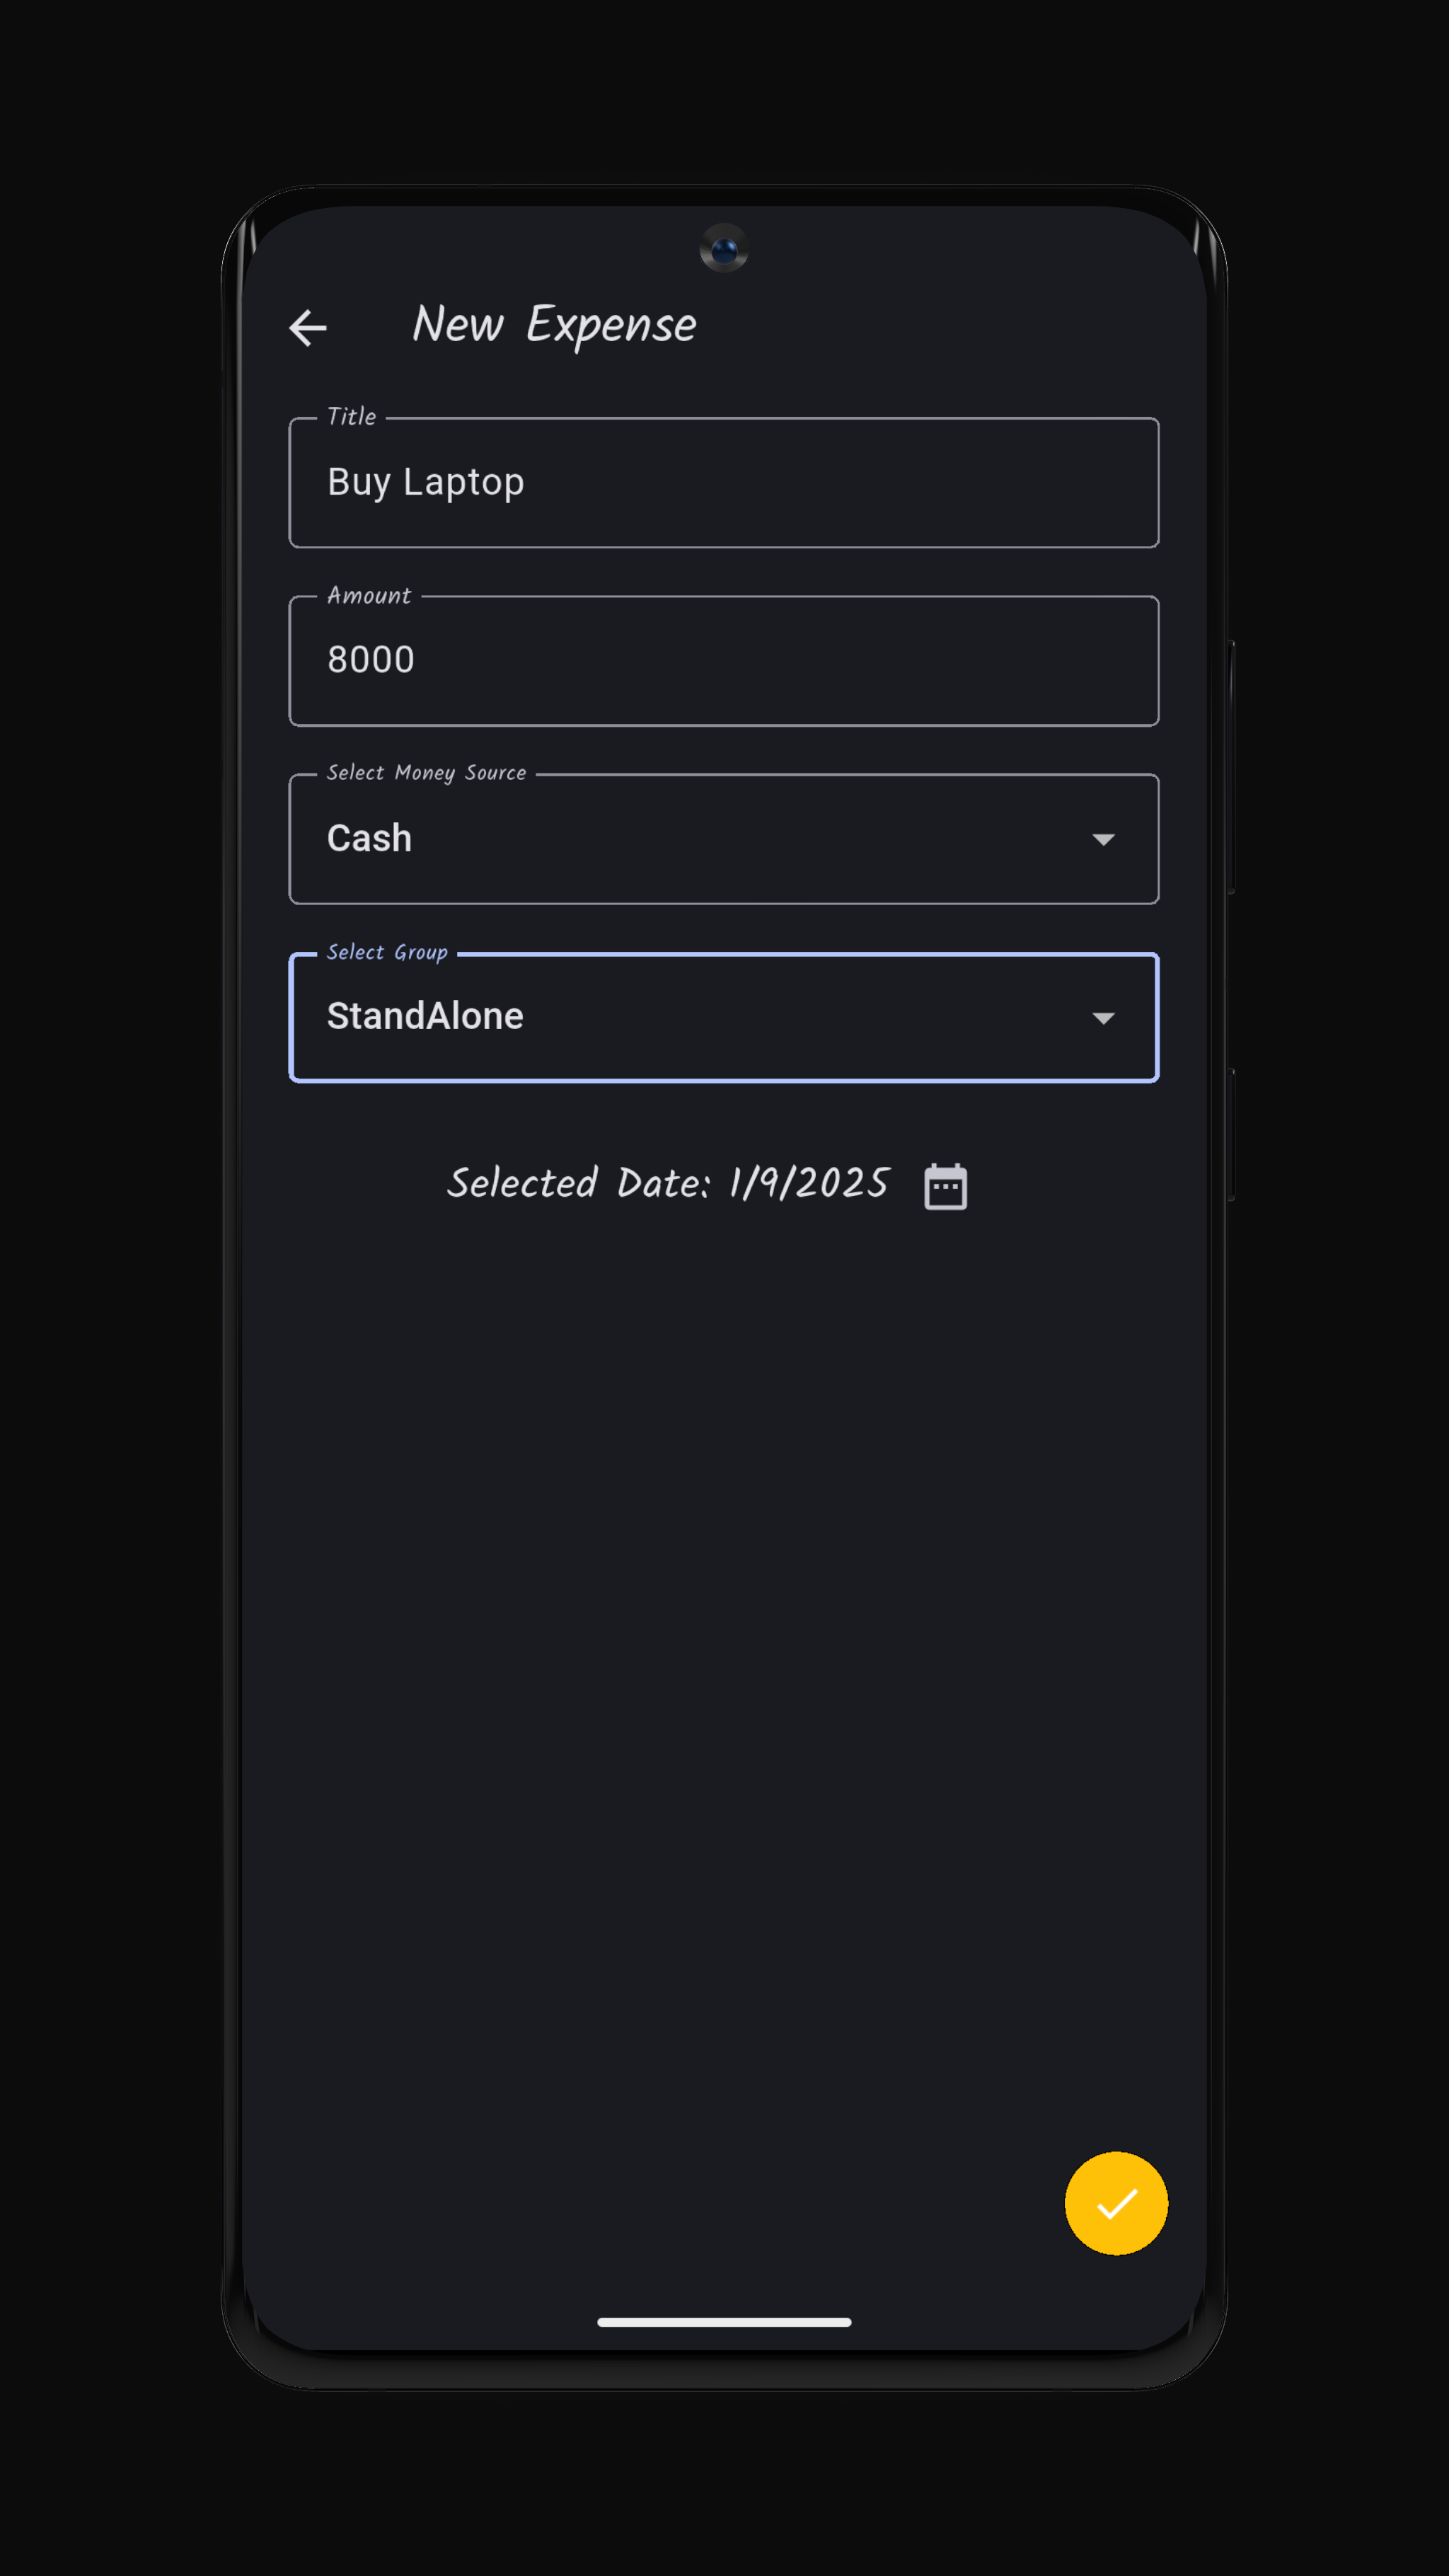 New Expense
Title
Buy Laptop
Amount
8000
Select Money Source
Cash
Select Group
StandAlone
Selected Date: 1/9/2025